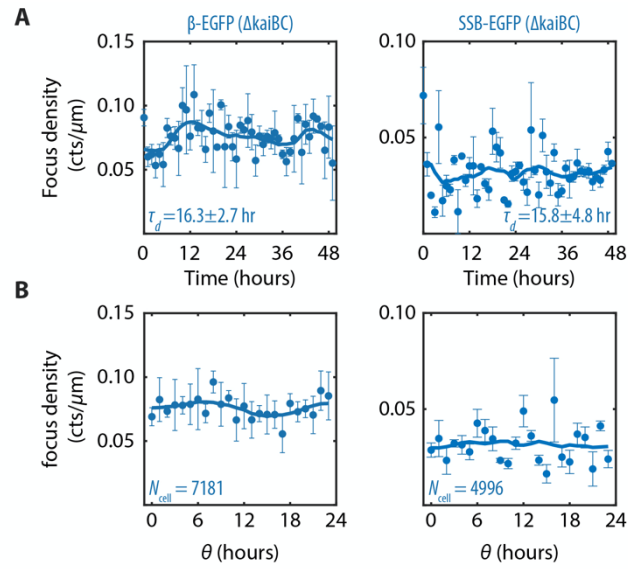 A
β-EGFP (ΔkaiBC)
SSB-EGFP (ΔkaiBC)
Focus density
(cts/μm)
0.15
0.10
0.05
τd=16.3±2.7 hr
0 12 24 36 48
Time (hours)
0.10
0.05
τd=15.8±4.8 hr
0 12 24 36 48
Time (hours)
B
focus density
(cts/μm)
0.15
0.10
0.05
Ncell = 7181
0 6 12 18 24
θ (hours)
0.10
0.05
Ncell = 4996
0 6 12 18 24
θ (hours)